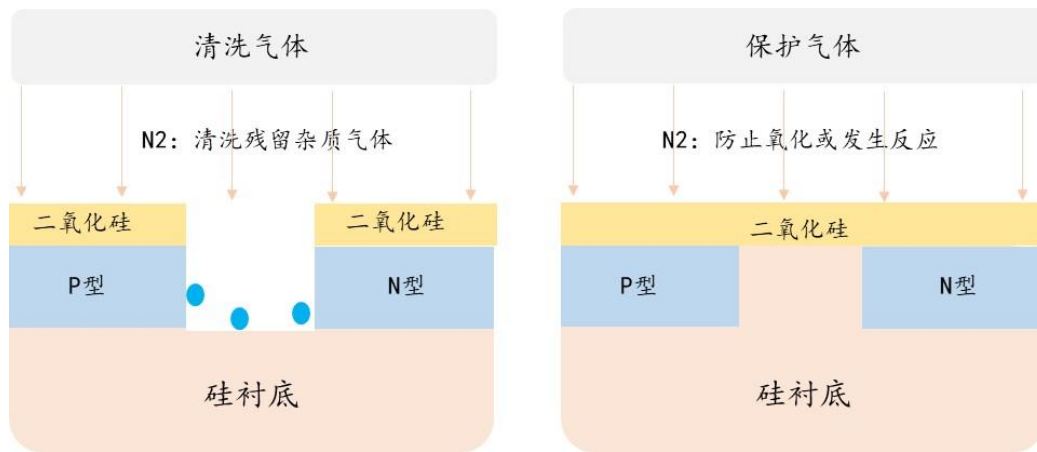 清洗气体
N2: 清洗残留杂质气体
二氧化硅
二氧化硅
P型
N型
硅衬底
保护气体
N2: 防止氧化或发生反应
二氧化硅
P型
N型
硅衬底